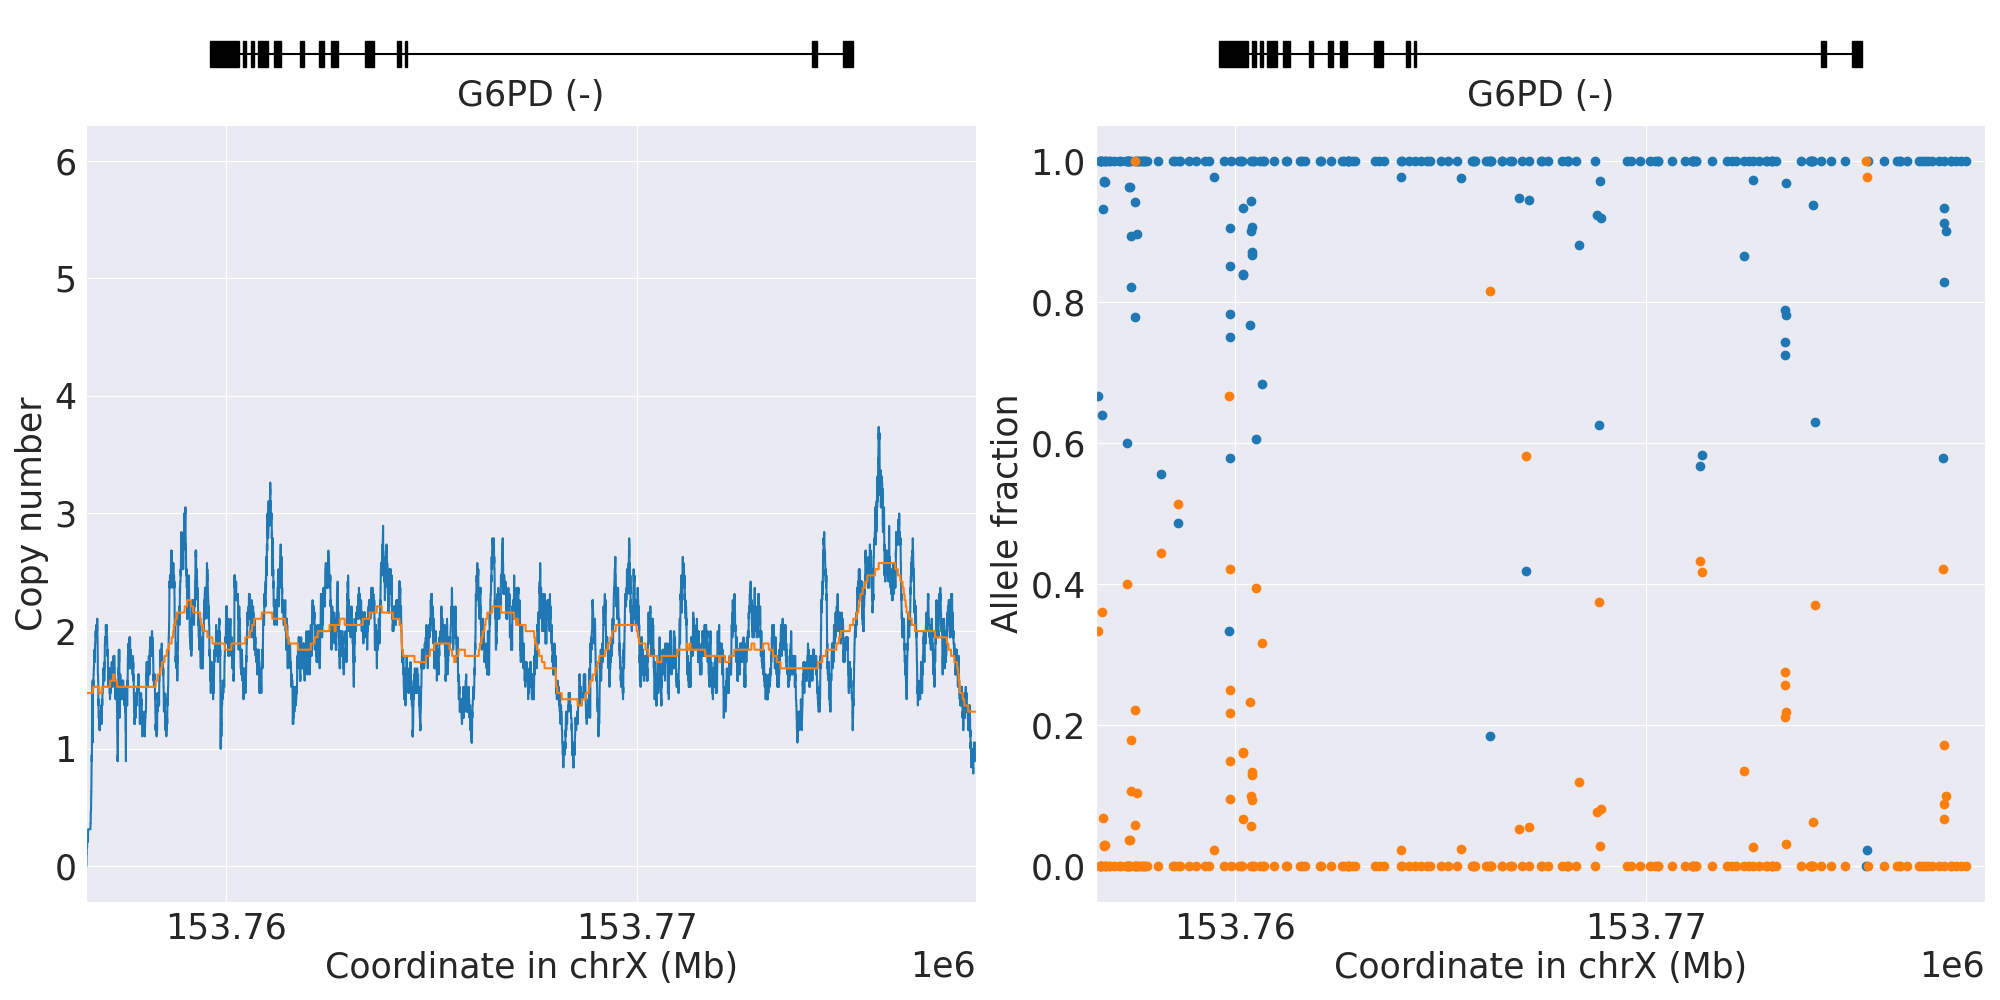 G6PD (-)
G6PD (-)
Copy number
6
5
4
3
2
1
0
153.76
153.77
Coordinate in chrX (Mb)
1e6
Allele fraction
1.0
0.8
0.6
0.4
0.2
0.0
153.76
153.77
Coordinate in chrX (Mb)
1e6